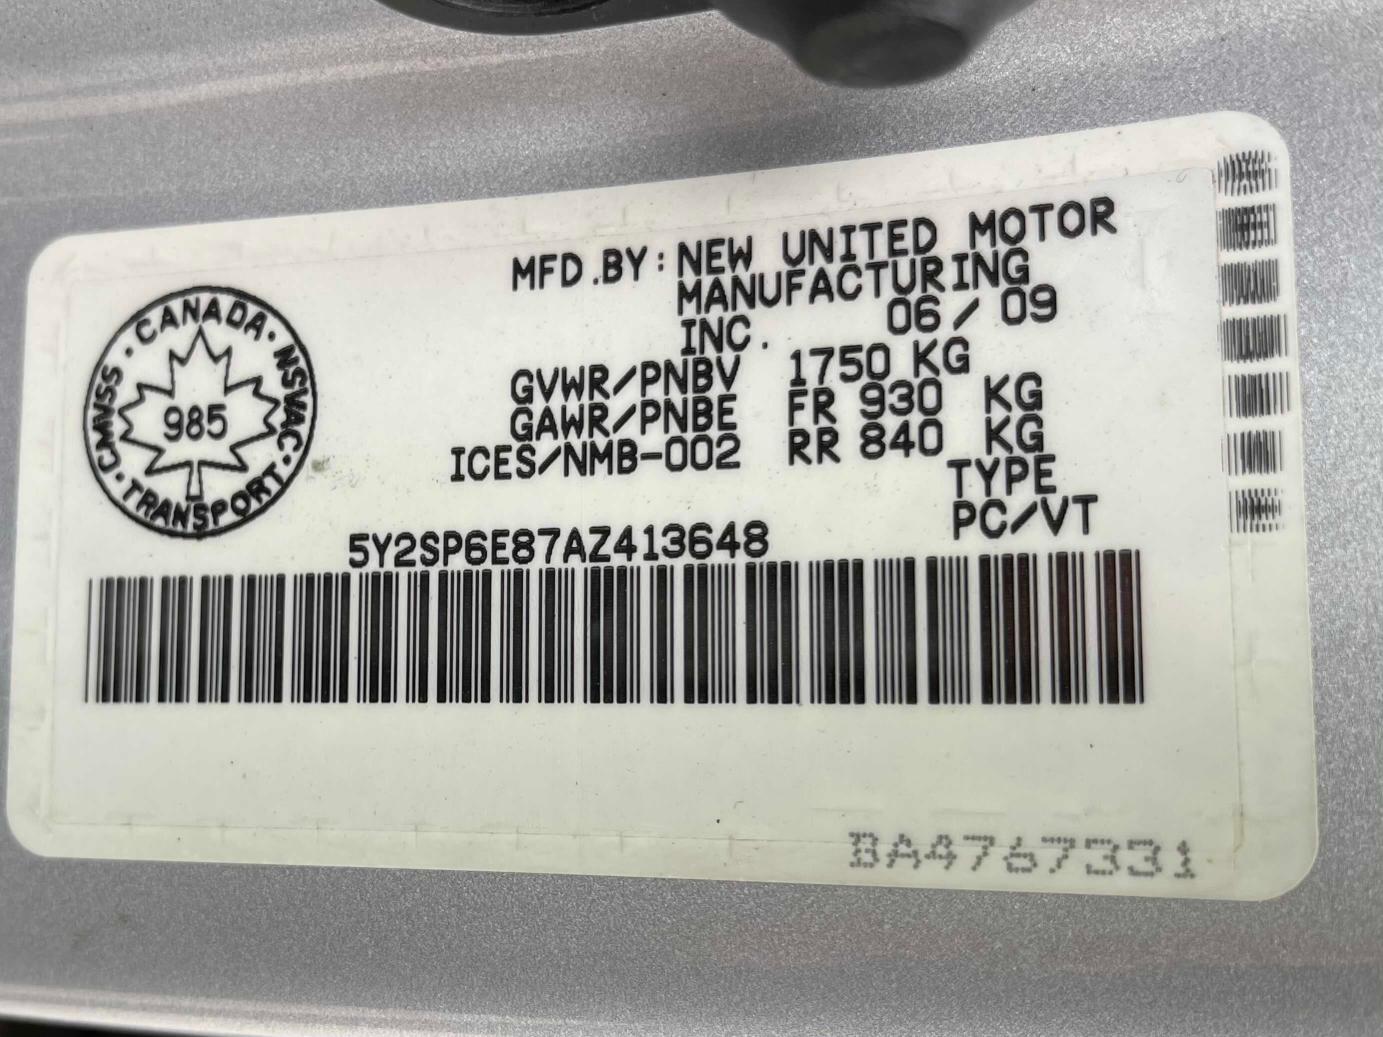 MFD.BY: NEW UNITED MOTOR
MANUFACTURING
INC. 06/09
GVWR/PNBV 1750 KG
GAWR/PNBE FR 930 KG
ICES/NMB-002 RR 840 KG
TYPE
PC/VT
CANADA · NSVAC · TRANSPORT · CMVSS ·
985
5Y2SP6E87AZ413648
BA4767331